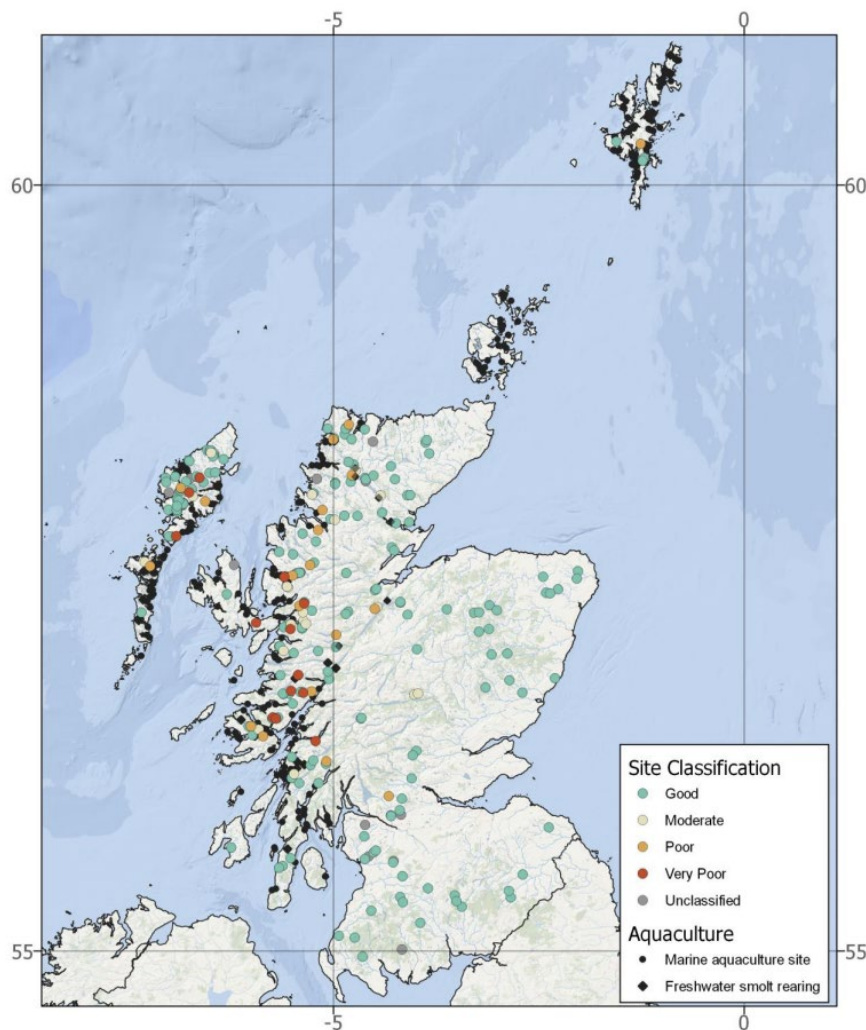 -5
0
60
60
Site Classification
Good
Moderate
Poor
Very Poor
Unclassified
Aquaculture
Marine aquaculture site
Freshwater smolt rearing
55
55
-5
0